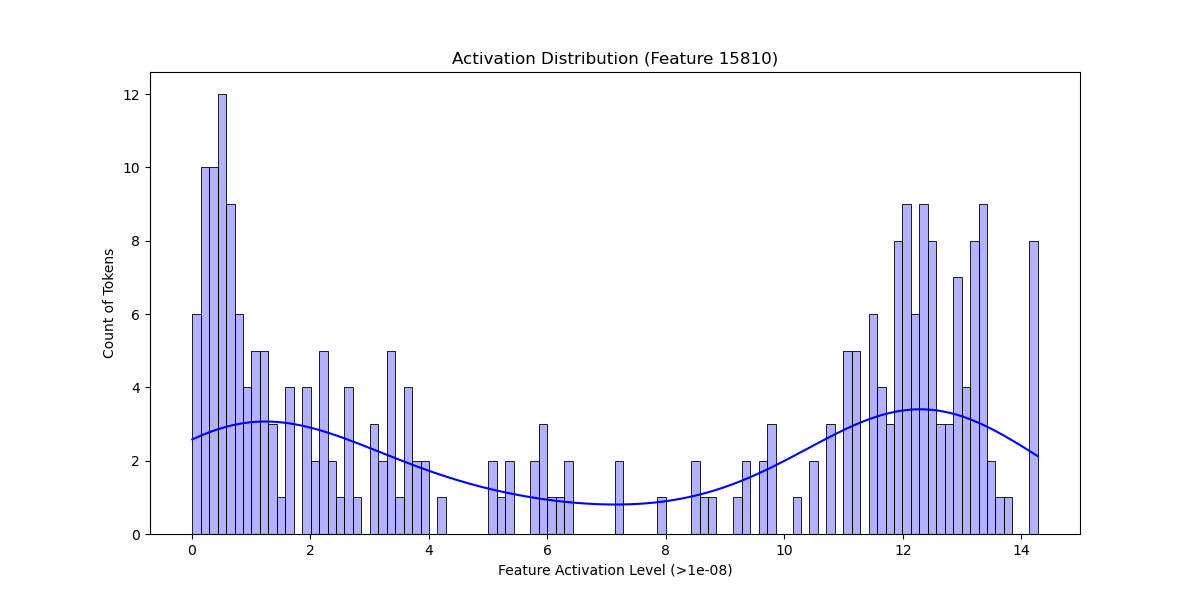 Activation Distribution (Feature 15810)
Count of Tokens
12
10
8
6
4
2
0
0 2 4 6 8 10 12 14
Feature Activation Level (>1e-08)